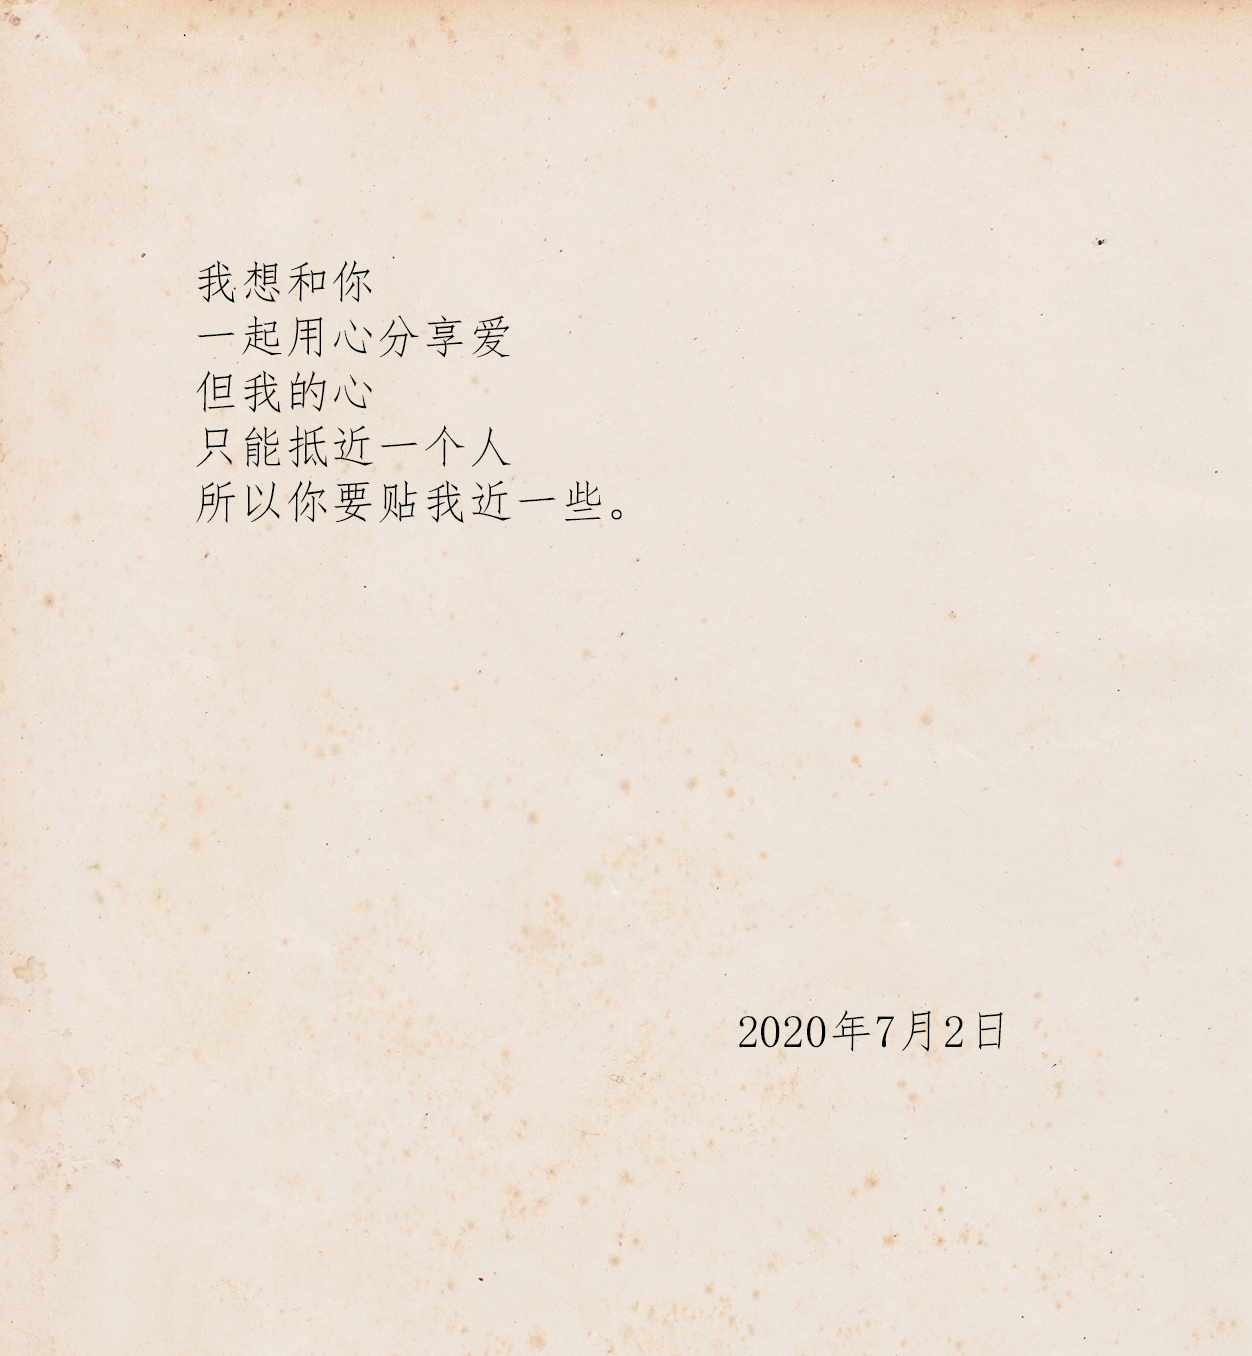 我想和你
一起用心分享爱
但我的心
只能抵近一个人
所以你要贴我近一些。
2020年7月2日